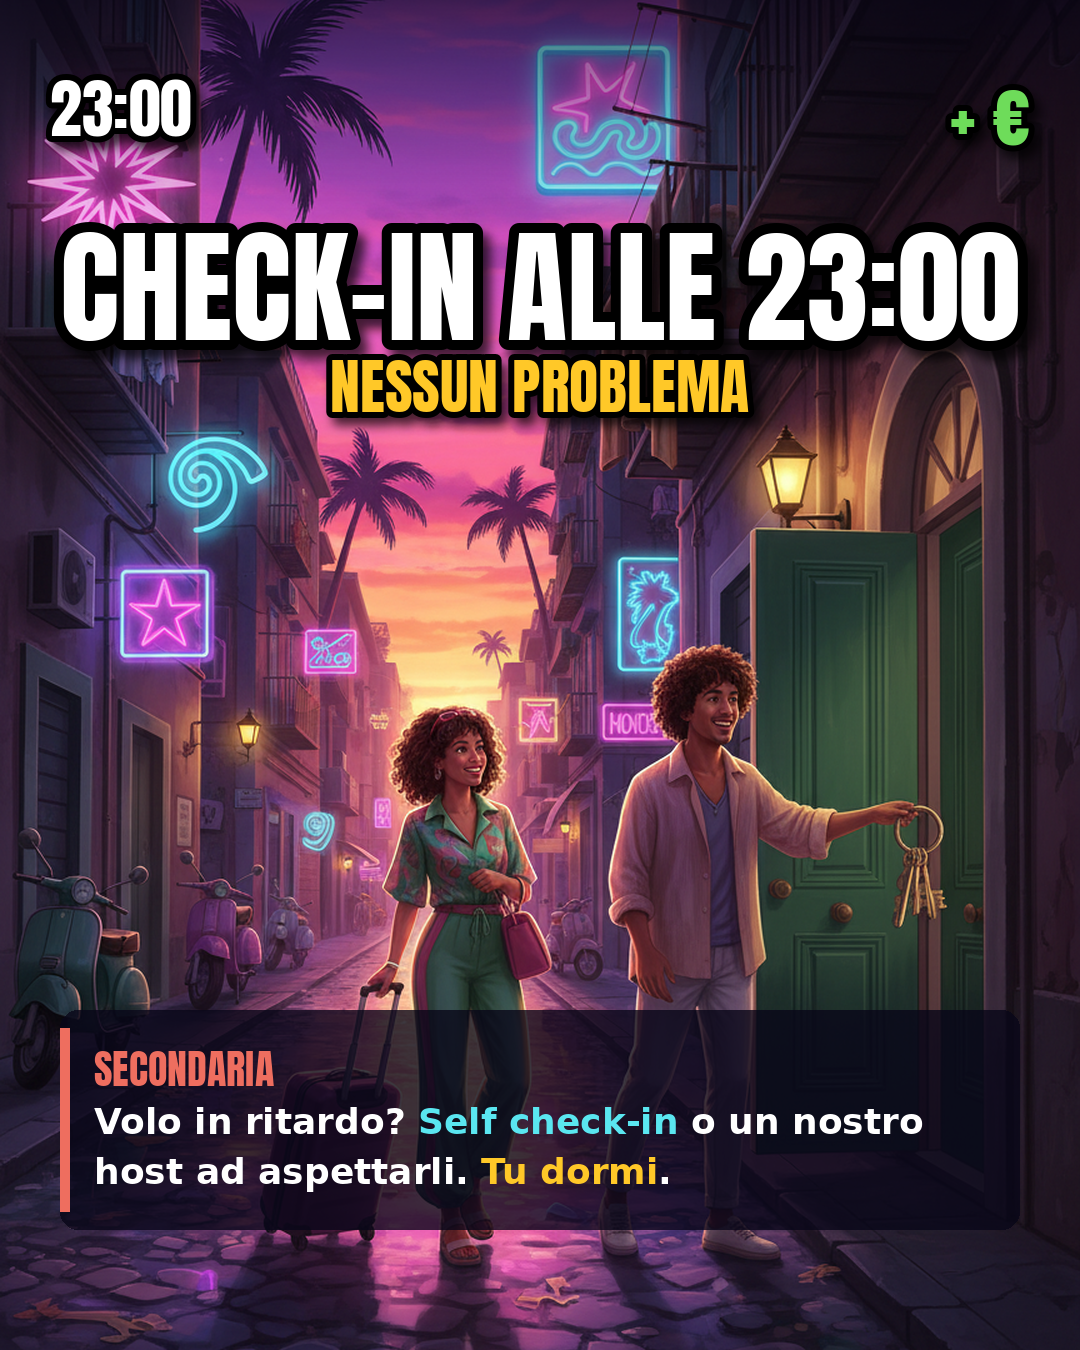 23:00
+ €
CHECK-IN ALLE 23:00
NESSUN PROBLEMA
SECONDARIA
Volo in ritardo? Self check-in o un nostro
host ad aspettarli. Tu dormi.